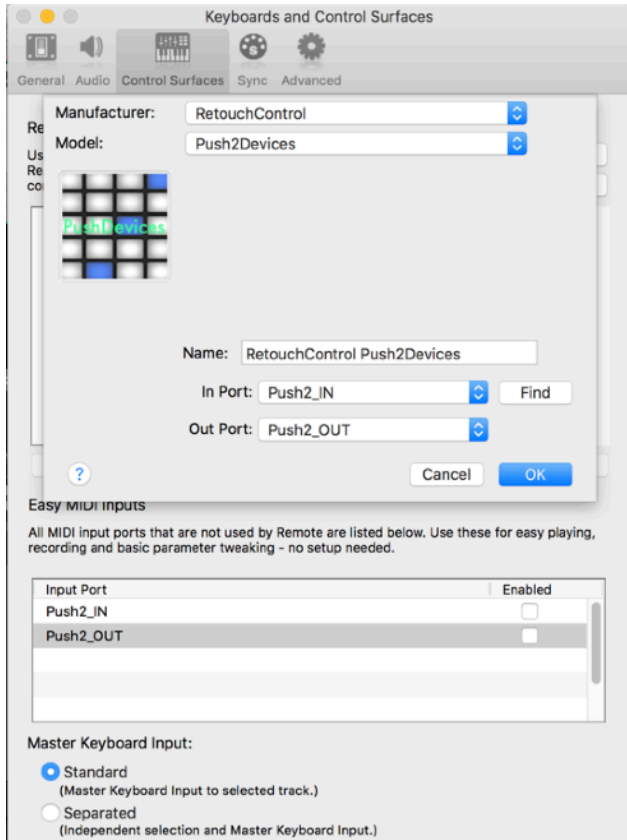 Keyboards and Control Surfaces
General Audio Control Surfaces Sync Advanced
Manufacturer: RetouchControl
Re
Model: Push2Devices
Us
Re
co
PushDevices
Name: RetouchControl Push2Devices
In Port: Push2_IN Find
Out Port: Push2_OUT
? Cancel OK
Easy MIDI Inputs
All MIDI input ports that are not used by Remote are listed below. Use these for easy playing,
recording and basic parameter tweaking - no setup needed.
Input Port Enabled
Push2_IN
Push2_OUT
Master Keyboard Input:
Standard
(Master Keyboard Input to selected track.)
Separated
(Independent selection and Master Keyboard Input.)